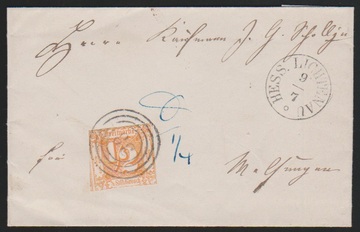 Herrn Kaufmann J. G.
HESS. LICHTENAU
9
/
7
1/4
frei
Melsungen